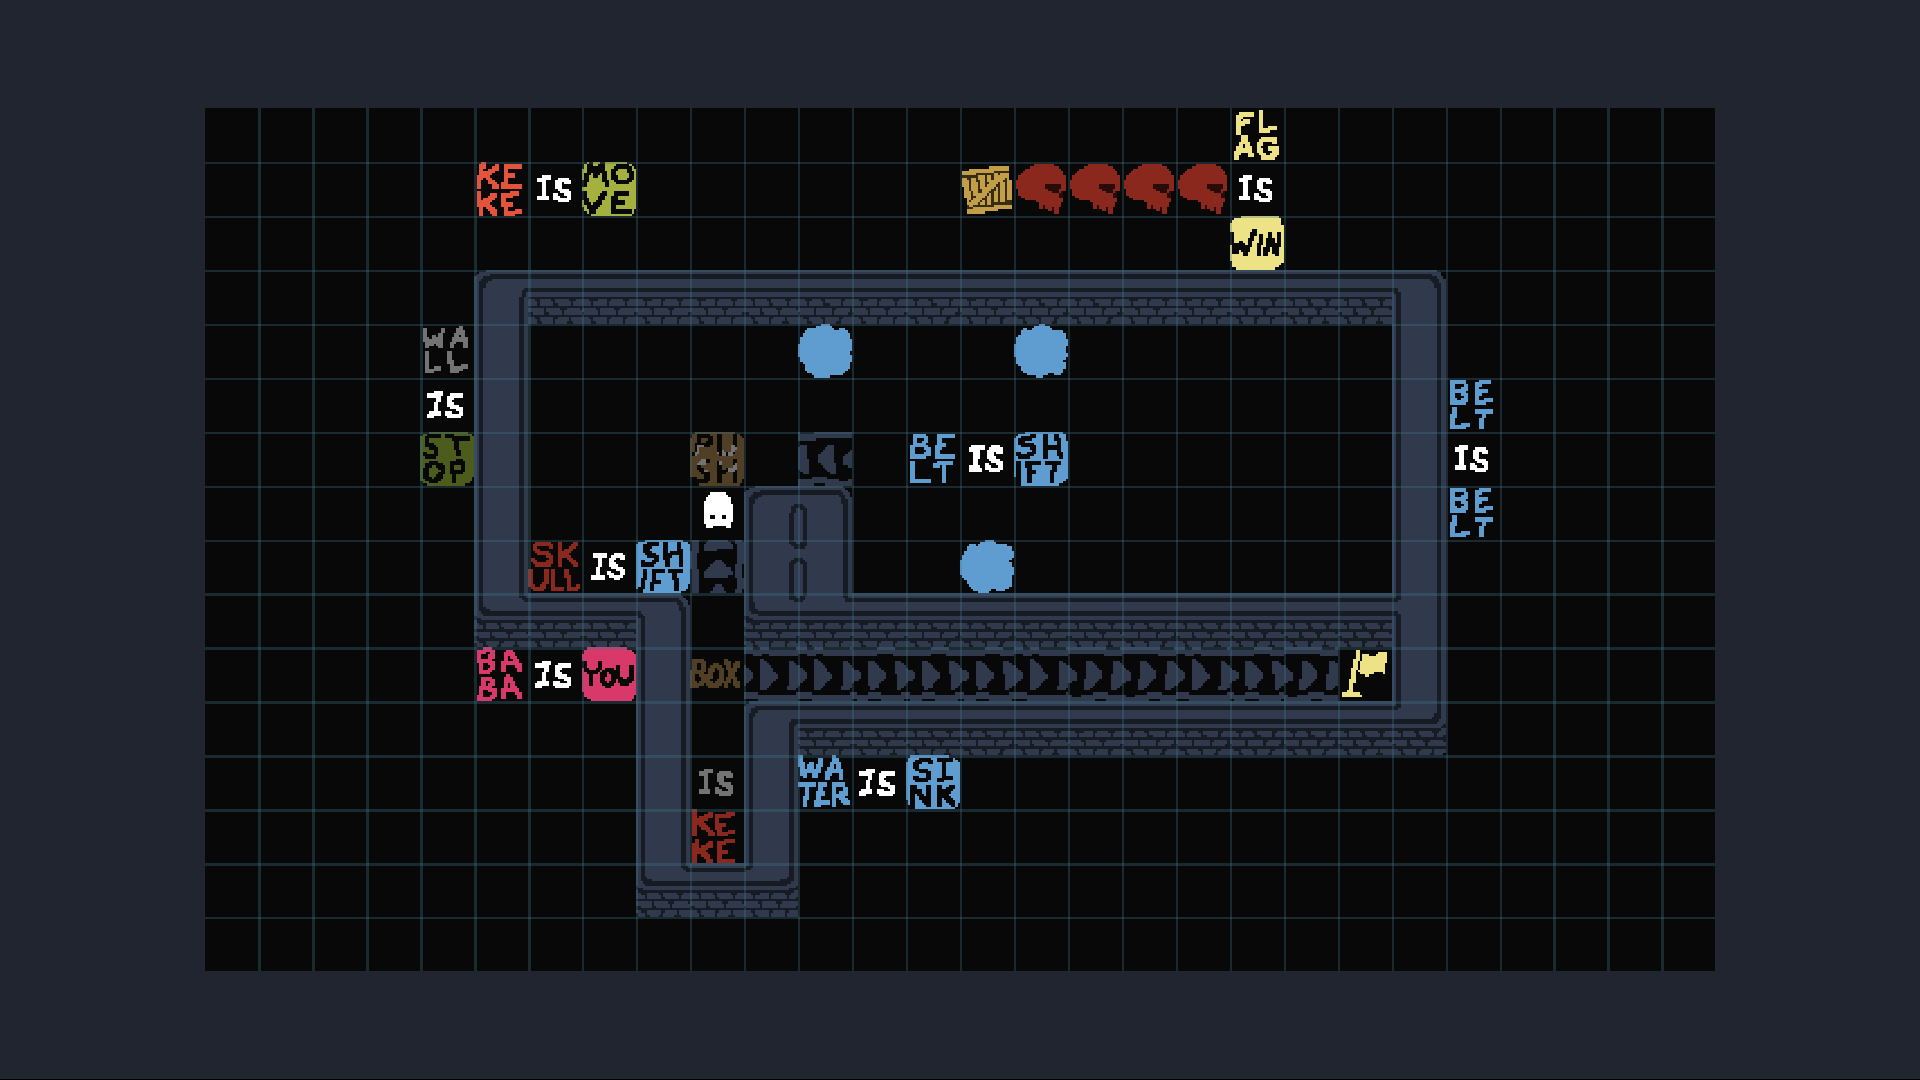 FLAG
IS
WIN
KEKE IS MOVE
WALL
IS
STOP
PUSH
BELT IS SHIFT
BELT
IS
BELT
SKULL IS SHIFT
BABA IS YOU
BOX
IS
KEKE
WATER IS SINK